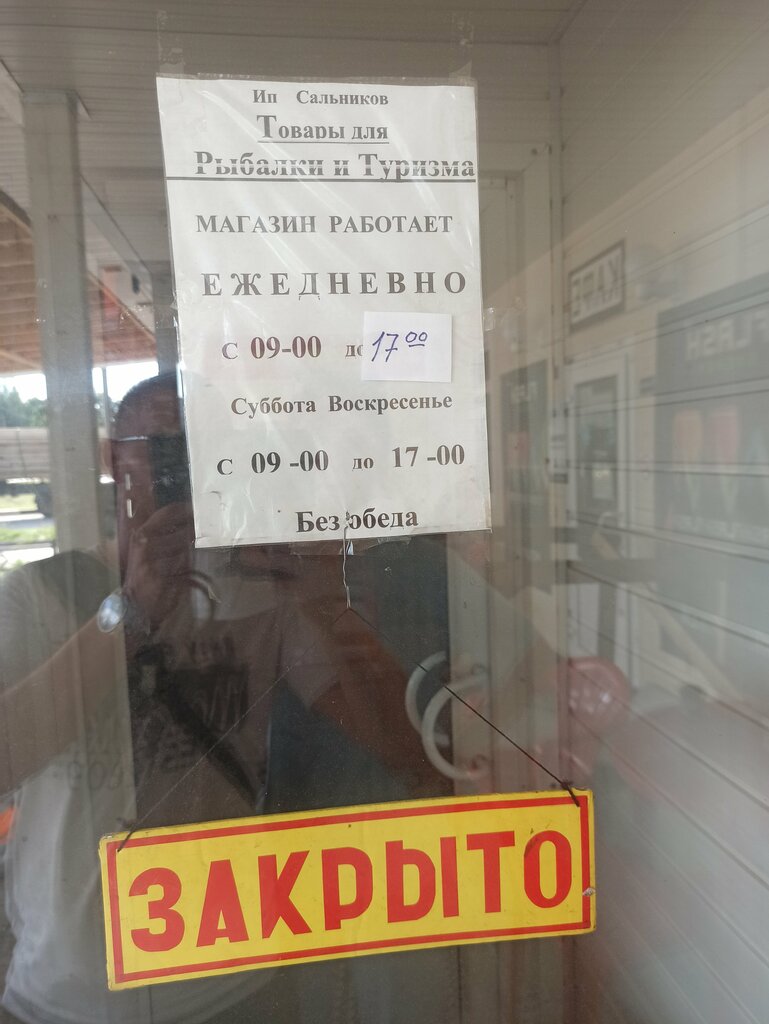 Ип Сальников
Товары для
Рыбалки и Туризма
МАГАЗИН РАБОТАЕТ
ЕЖЕДНЕВНО
С 09-00 до 17 00
Суббота Воскресенье
С 09 -00 до 17 -00
Без обеда
ЗАКРЫТО